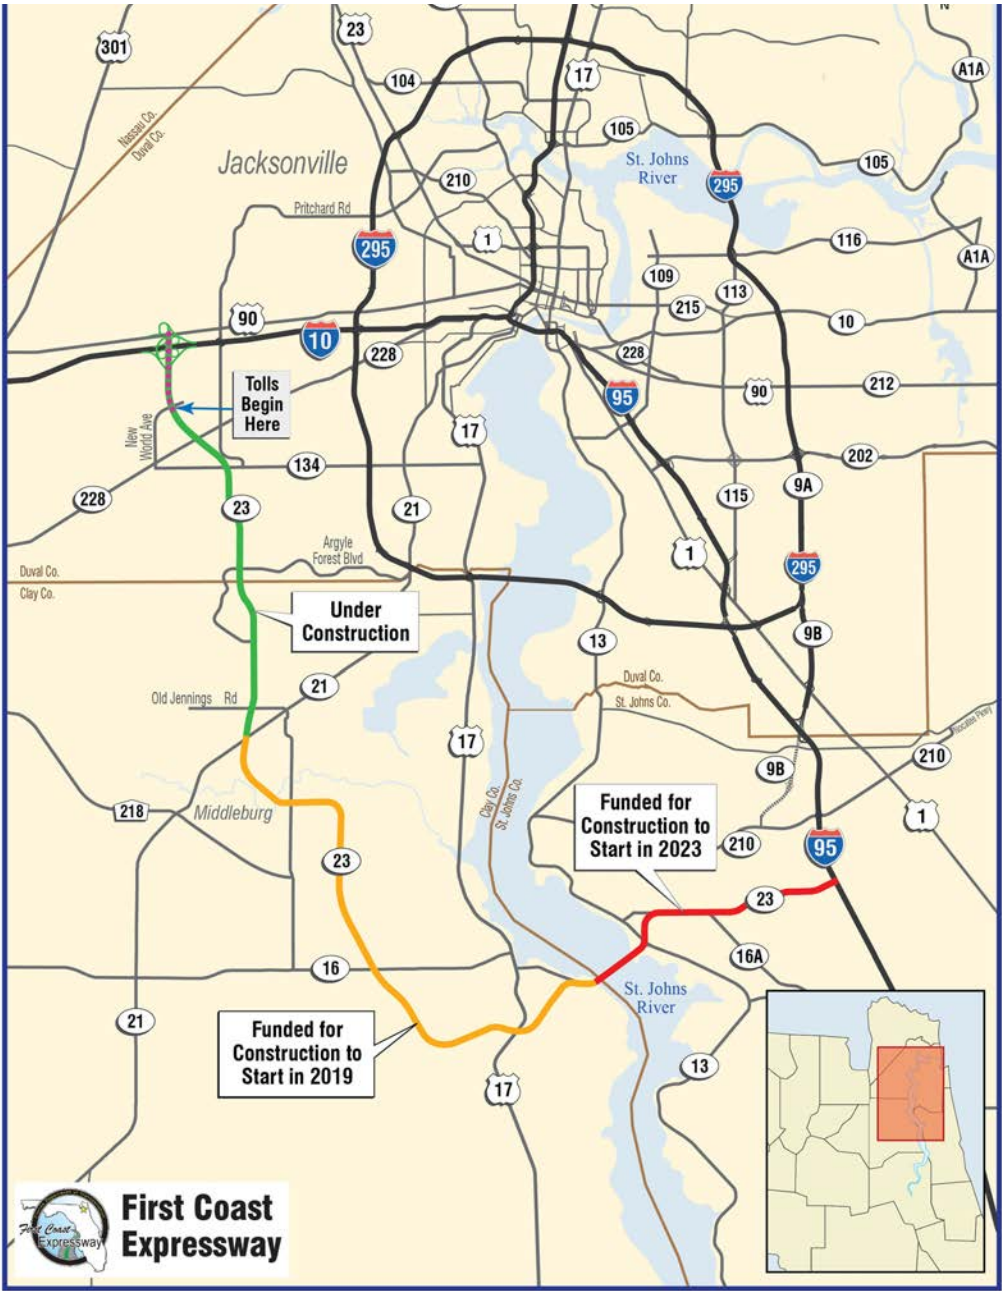 N
301
23
17
104
A1A
Nassau Co.
Duval Co.
105
105
Jacksonville
St. Johns
River
210
295
Pritchard Rd
1
116
295
A1A
109
113
215
90
10
10
228
228
Tolls
Begin
Here
90
212
95
New
World Ave
17
134
202
228
23
21
115
9A
Argyle
Forest Blvd
1
295
Duval Co.
Clay Co.
Under
Construction
13
9B
21
Old Jennings Rd
Duval Co.
St. Johns Co.
Nocatee Pkwy
17
210
9B
Clay Co.
St. Johns Co.
218
Middleburg
Funded for
Construction to
Start in 2023
1
210
95
23
23
16A
16
St. Johns
River
21
Funded for
Construction to
Start in 2019
17
13
First Coast
Expressway
First Coast
Expressway